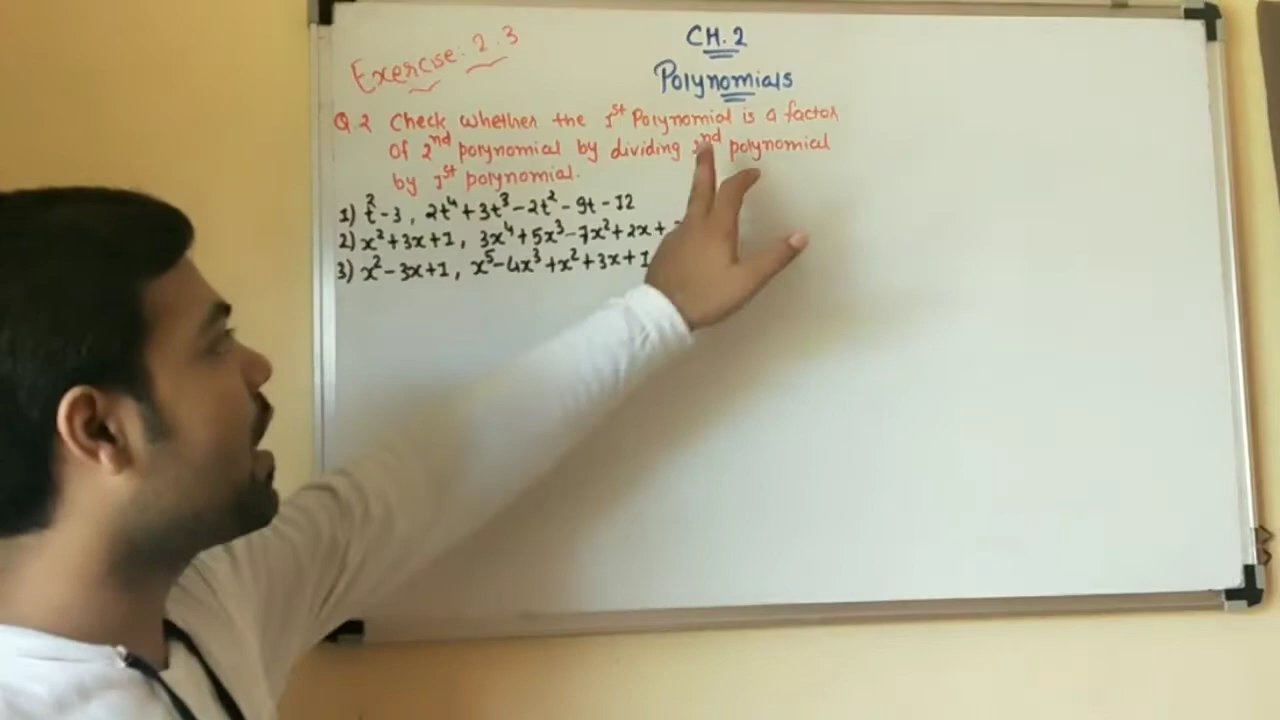 Exercise: 2.3
CH.2
Polynomials
Q.2 Check whether the 1st Polynomial is a factor
of 2nd polynomial by dividing 2nd polynomial
by 1st polynomial.
1) t² - 3, 2t⁴ + 3t³ - 2t² - 9t - 12
2) x² + 3x + 1, 3x⁴ + 5x³ - 7x² + 2x +
3) x² - 3x + 1, x⁵ - 4x³ + x² + 3x + 1